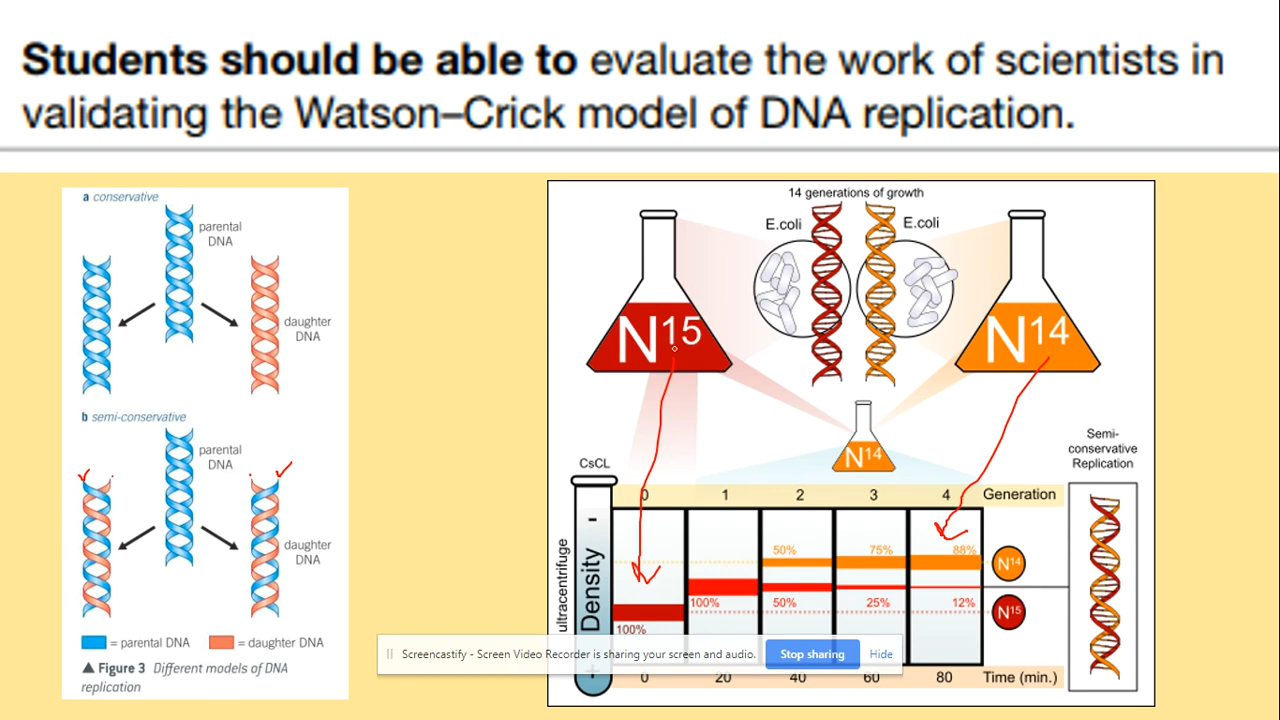 Students should be able to evaluate the work of scientists in
validating the Watson–Crick model of DNA replication.
a conservative
parental
DNA
daughter
DNA
b semi-conservative
parental
DNA
daughter
DNA
= parental DNA = daughter DNA
▲ Figure 3 Different models of DNA
replication
14 generations of growth
E.coli E.coli
N15 N14
N14
Semi-
conservative
Replication
CsCL
0 1 2 3 4 Generation
ultracentrifuge
- Density +
50% 75% 88%
N14
100% 50% 25% 12%
N15
100%
0 20 40 60 80 Time (min.)
Screencastify - Screen Video Recorder is sharing your screen and audio. Stop sharing Hide